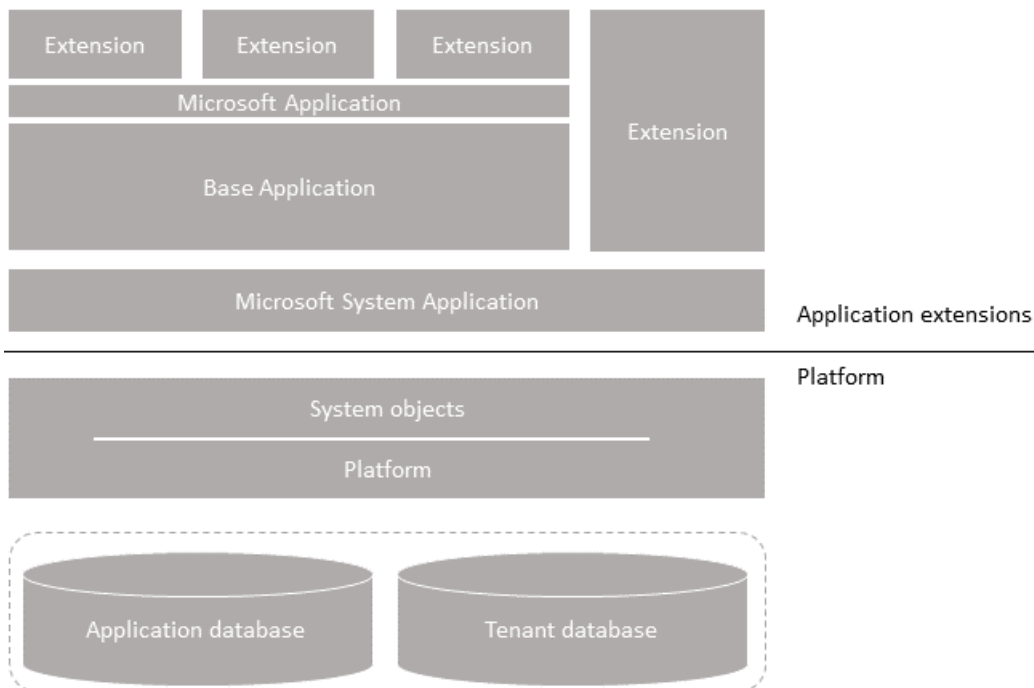 Extension
Extension
Extension
Extension
Microsoft Application
Base Application
Microsoft System Application
Application extensions
Platform
System objects
Platform
Application database
Tenant database